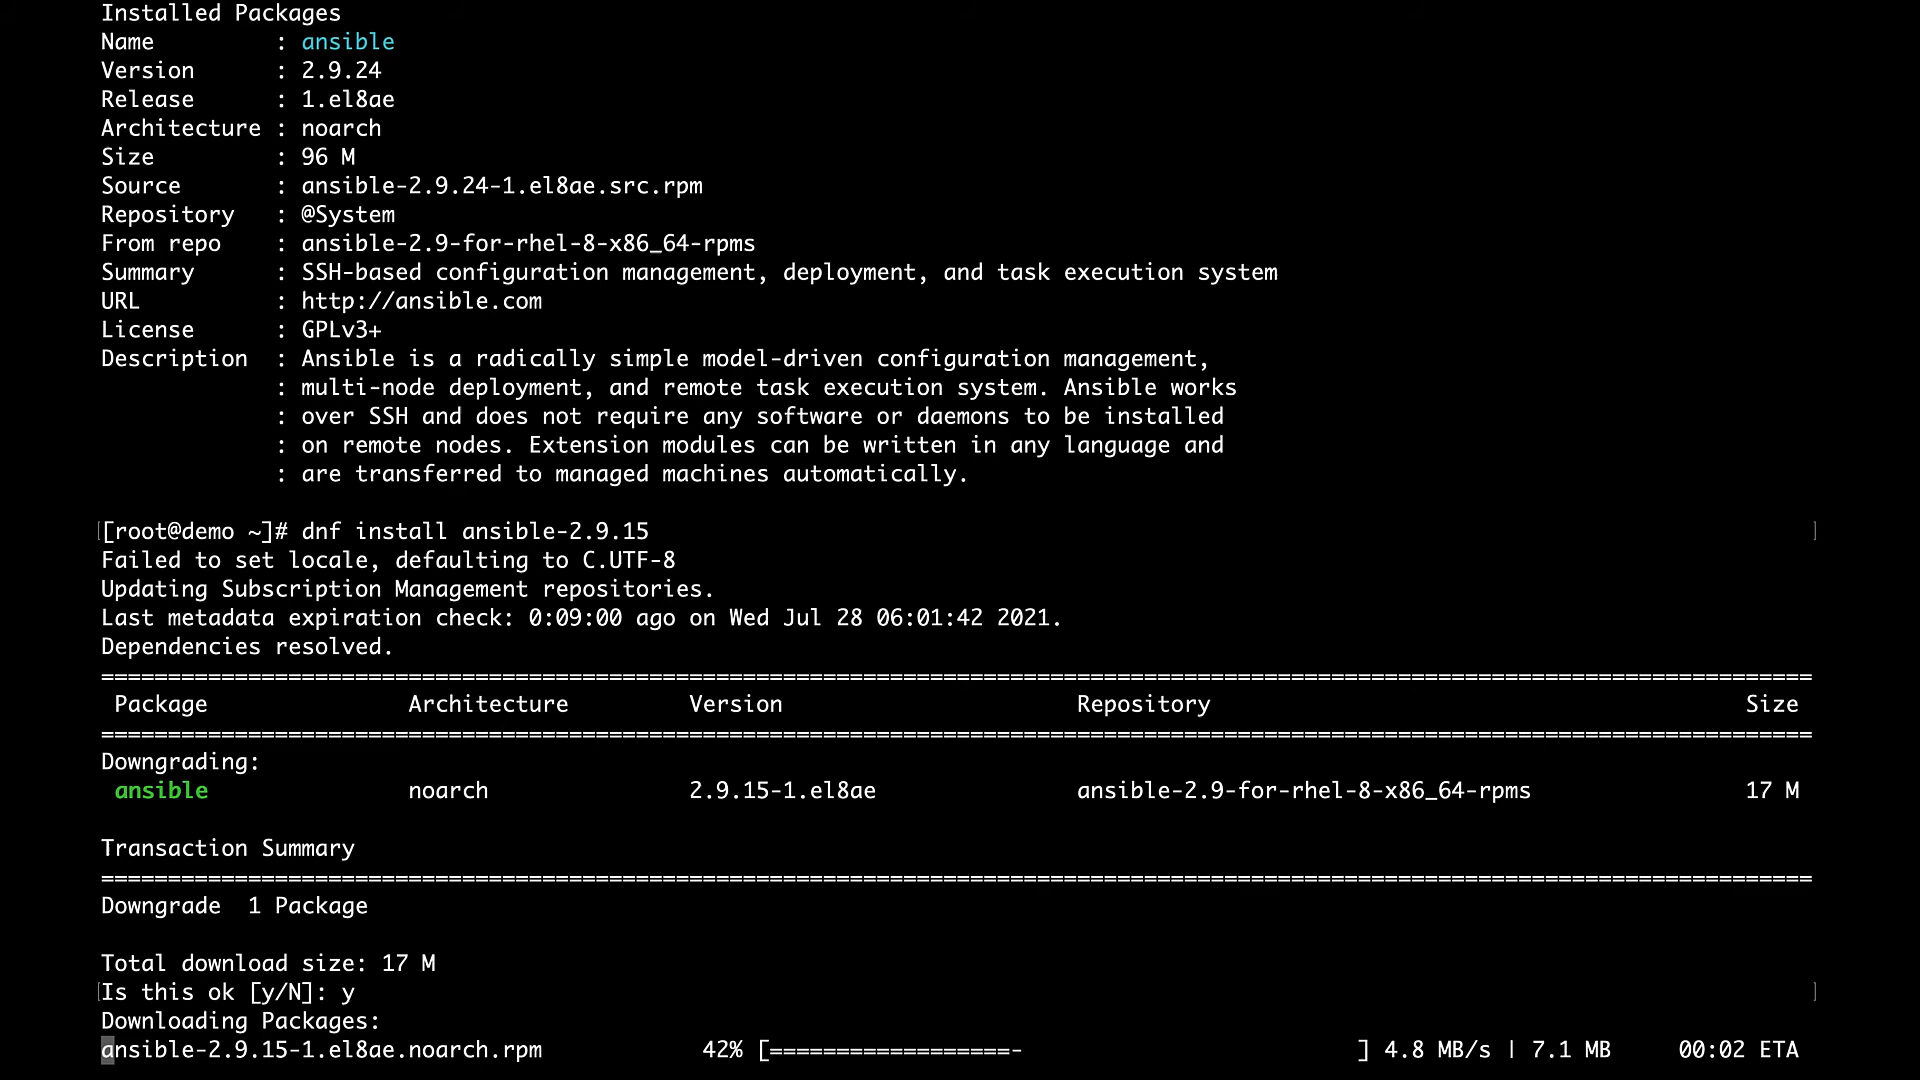 Installed Packages
Name         : ansible
Version      : 2.9.24
Release      : 1.el8ae
Architecture : noarch
Size         : 96 M
Source       : ansible-2.9.24-1.el8ae.src.rpm
Repository   : @System
From repo    : ansible-2.9-for-rhel-8-x86_64-rpms
Summary      : SSH-based configuration management, deployment, and task execution system
URL          : http://ansible.com
License      : GPLv3+
Description  : Ansible is a radically simple model-driven configuration management,
             : multi-node deployment, and remote task execution system. Ansible works
             : over SSH and does not require any software or daemons to be installed
             : on remote nodes. Extension modules can be written in any language and
             : are transferred to managed machines automatically.
[root@demo ~]# dnf install ansible-2.9.15
Failed to set locale, defaulting to C.UTF-8
Updating Subscription Management repositories.
Last metadata expiration check: 0:09:00 ago on Wed Jul 28 06:01:42 2021.
Dependencies resolved.
================================================================================================================================
 Package               Architecture         Version                      Repository                                        Size
================================================================================================================================
Downgrading:
 ansible               noarch               2.9.15-1.el8ae               ansible-2.9-for-rhel-8-x86_64-rpms                17 M
Transaction Summary
================================================================================================================================
Downgrade  1 Package
Total download size: 17 M
Is this ok [y/N]: y
Downloading Packages:
ansible-2.9.15-1.el8ae.noarch.rpm            42% [==================-                         ] 4.8 MB/s | 7.1 MB     00:02 ETA